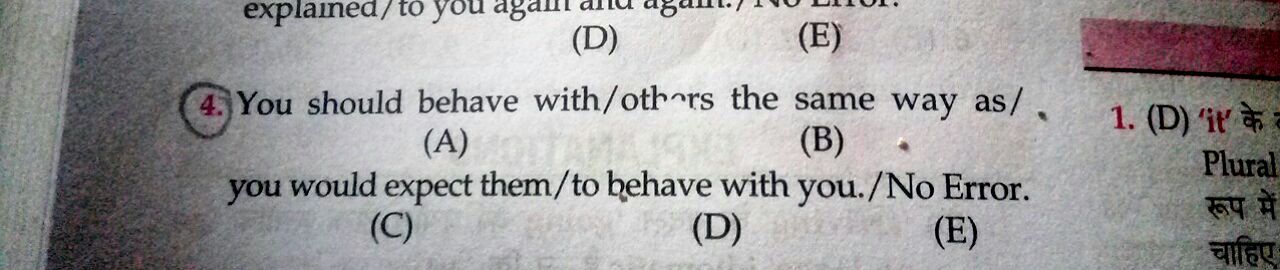 explained/to you again and again./No Error.
(D) (E)
4. You should behave with/others the same way as/
(A) (B)
you would expect them/to behave with you./No Error.
(C) (D) (E)
1. (D) 'it' के
Plural
रूप में
चाहिए